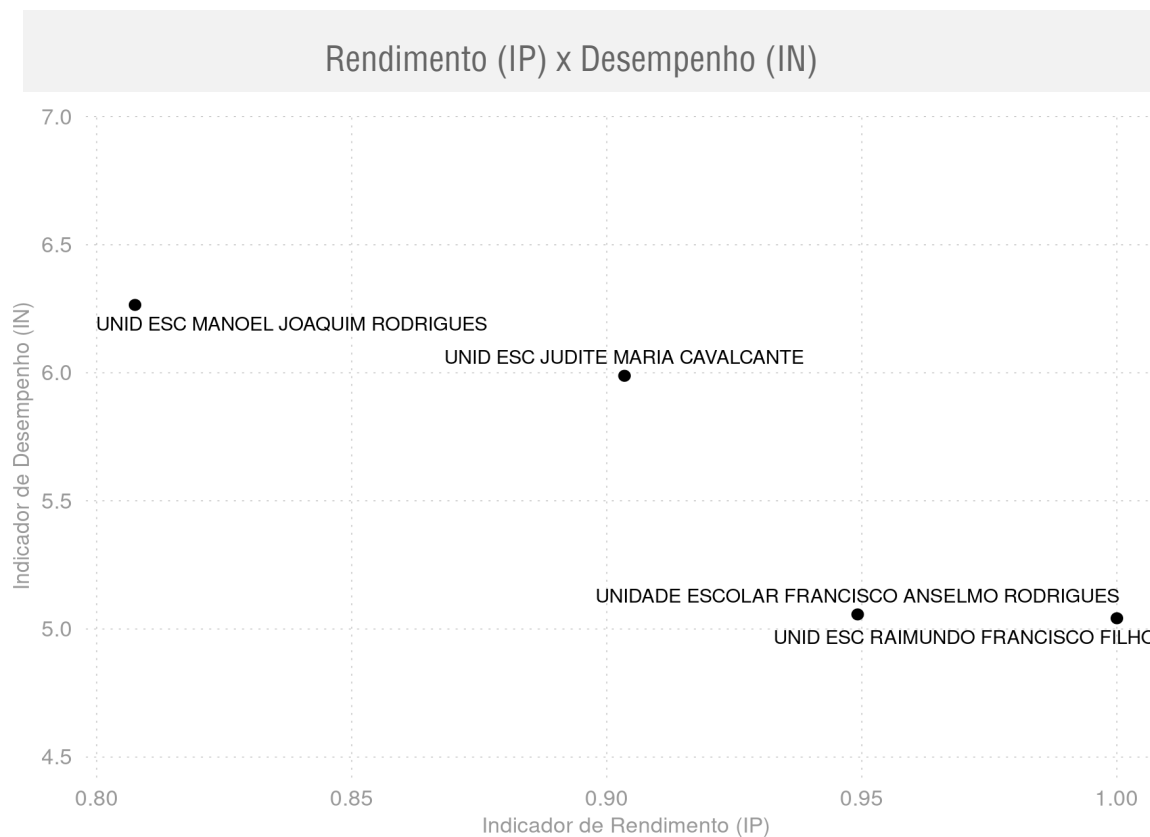 Rendimento (IP) x Desempenho (IN)
7.0
6.5
UNID ESC MANOEL JOAQUIM RODRIGUES
UNID ESC JUDITE MARIA CAVALCANTE
6.0
Indicador de Desempenho (IN)
5.5
UNIDADE ESCOLAR FRANCISCO ANSELMO RODRIGUES
5.0
UNID ESC RAIMUNDO FRANCISCO FILHO
4.5
0.80 0.85 0.90 0.95 1.00
Indicador de Rendimento (IP)